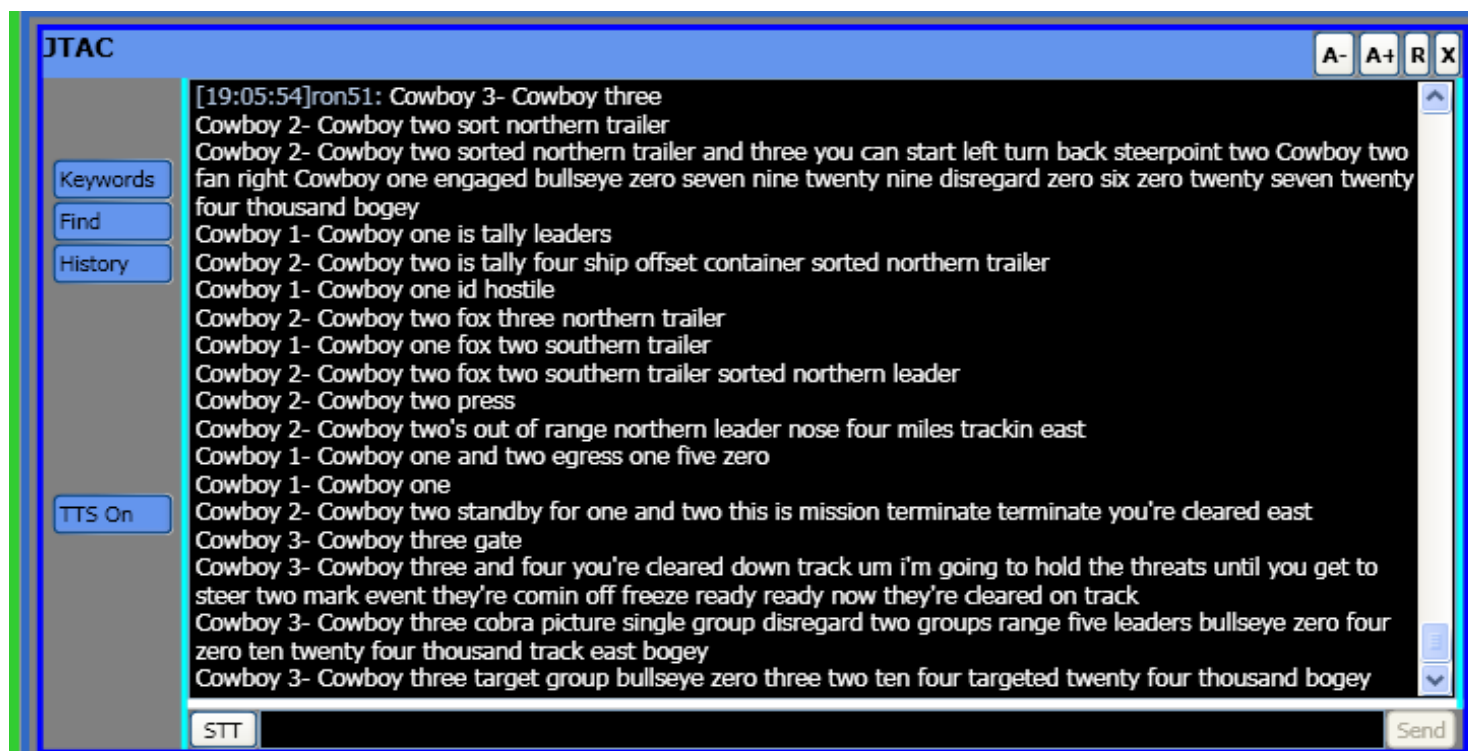 JTAC
A- A+ R X
[19:05:54]ron51: Cowboy 3- Cowboy three
Cowboy 2- Cowboy two sort northern trailer
Cowboy 2- Cowboy two sorted northern trailer and three you can start left turn back steerpoint two Cowboy two
fan right Cowboy one engaged bullseye zero seven nine twenty nine disregard zero six zero twenty seven twenty
four thousand bogey
Cowboy 1- Cowboy one is tally leaders
Cowboy 2- Cowboy two is tally four ship offset container sorted northern trailer
Cowboy 1- Cowboy one id hostile
Cowboy 2- Cowboy two fox three northern trailer
Cowboy 1- Cowboy one fox two southern trailer
Cowboy 2- Cowboy two fox two southern trailer sorted northern leader
Cowboy 2- Cowboy two press
Cowboy 2- Cowboy two's out of range northern leader nose four miles trackin east
Cowboy 1- Cowboy one and two egress one five zero
Cowboy 1- Cowboy one
Cowboy 2- Cowboy two standby for one and two this is mission terminate terminate you're cleared east
Cowboy 3- Cowboy three gate
Cowboy 3- Cowboy three and four you're cleared down track um i'm going to hold the threats until you get to
steer two mark event they're comin off freeze ready ready now they're cleared on track
Cowboy 3- Cowboy three cobra picture single group disregard two groups range five leaders bullseye zero four
zero ten twenty four thousand track east bogey
Cowboy 3- Cowboy three target group bullseye zero three two ten four targeted twenty four thousand bogey
Keywords
Find
History
TTS On
STT
Send